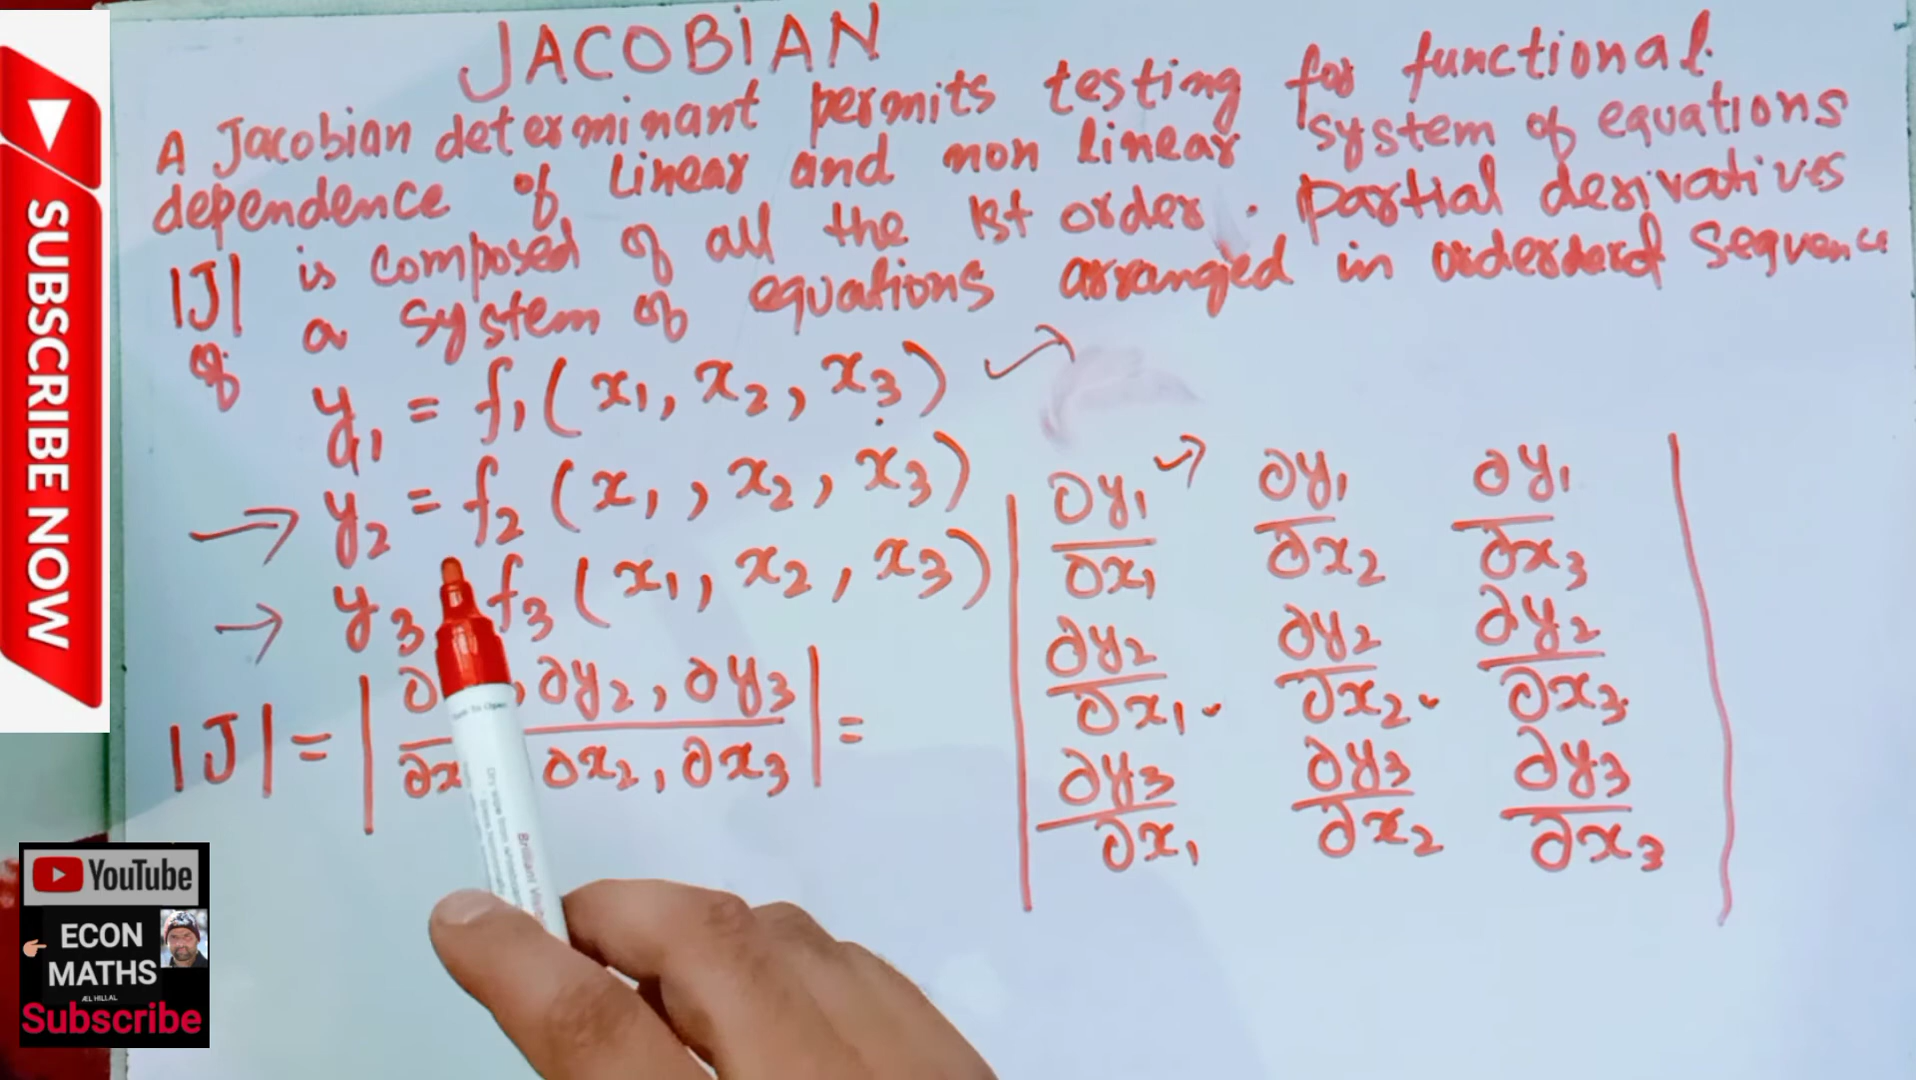 JACOBIAN
A Jacobian determinant permits testing for functional
dependence of linear and non linear system of equations
|J| is composed of all the 1st order. partial derivatives
of a system of equations arranged in Sequence
y₁ = f₁(x₁, x₂, x₃)
→ y₂ = f₂ (x₁, x₂, x₃)
→ y₃ f₃ (x₁, x₂, x₃)
|J| = | ∂ , ∂y₂, ∂y₃ | =
∂x ∂x₂, ∂x₃
∂y₁ ∂y₁ ∂y₁
∂x₁ ∂x₂ ∂x₃
∂y₂ ∂y₂ ∂y₂
∂x₁ ∂x₂ ∂x₃
∂y₃ ∂y₃ ∂y₃
∂x₁ ∂x₂ ∂x₃
SUBSCRIBE NOW
YouTube
ECON
MATHS
ÆL HILLAL
Subscribe